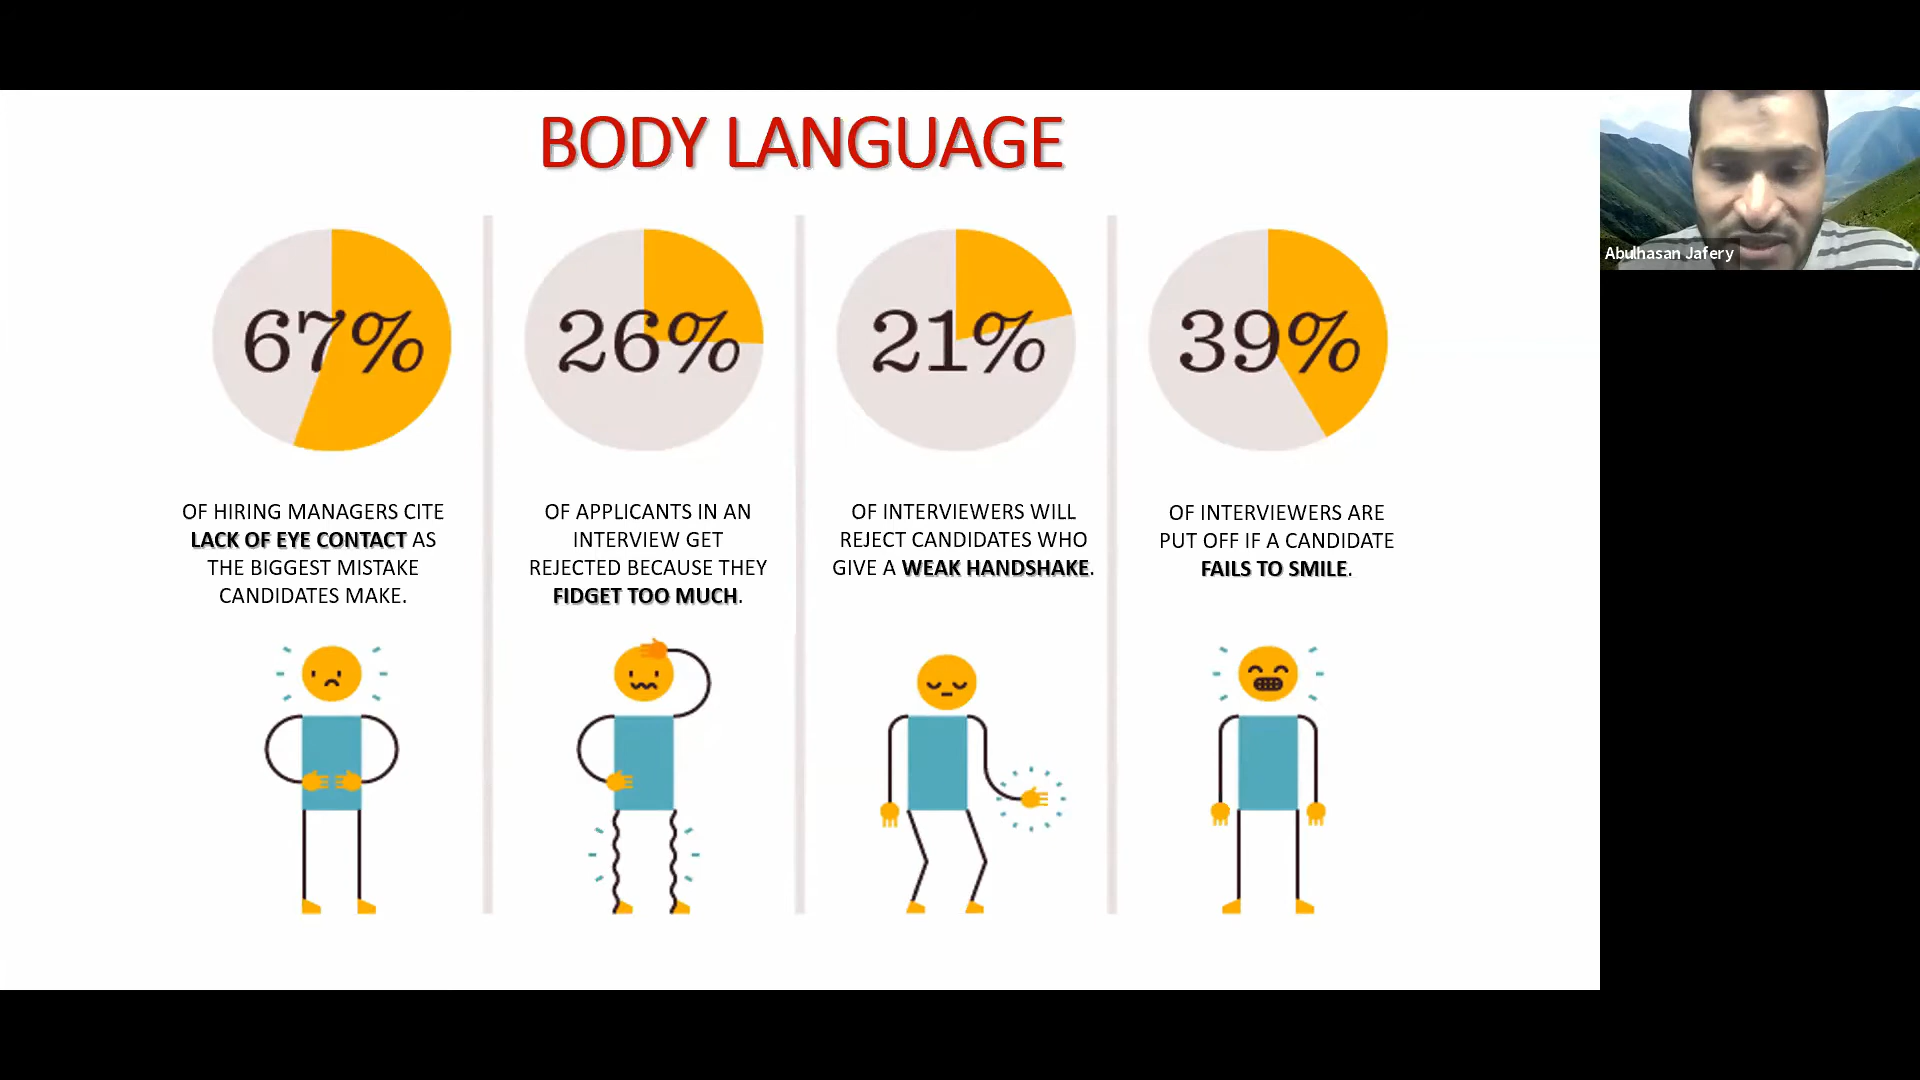 BODY LANGUAGE
67%
OF HIRING MANAGERS CITE
LACK OF EYE CONTACT AS
THE BIGGEST MISTAKE
CANDIDATES MAKE.
26%
OF APPLICANTS IN AN
INTERVIEW GET
REJECTED BECAUSE THEY
FIDGET TOO MUCH.
21%
OF INTERVIEWERS WILL
REJECT CANDIDATES WHO
GIVE A WEAK HANDSHAKE.
39%
OF INTERVIEWERS ARE
PUT OFF IF A CANDIDATE
FAILS TO SMILE.
Abulhasan Jafery